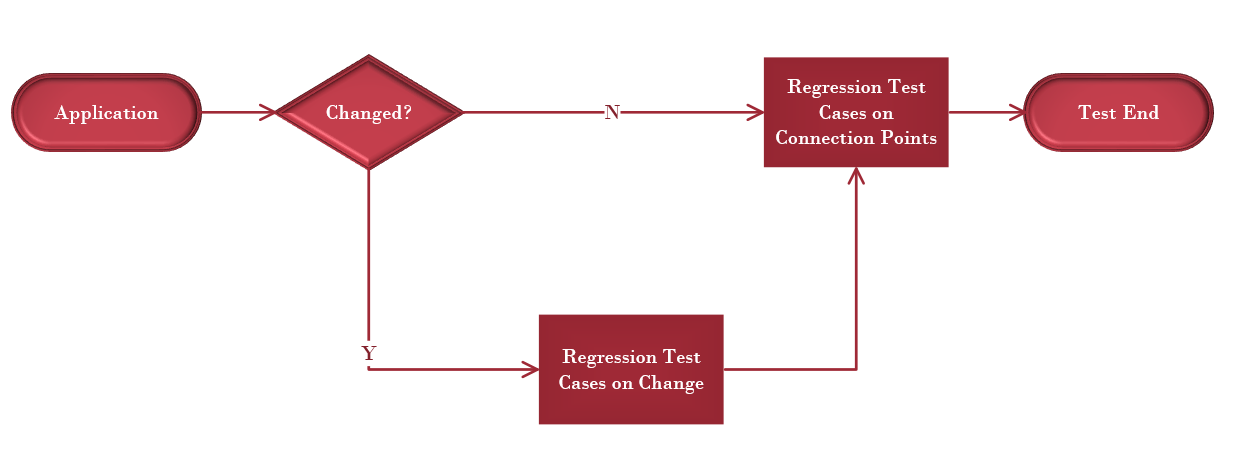 Application
Changed?
N
Regression Test
Cases on
Connection Points
Test End
Y
Regression Test
Cases on Change